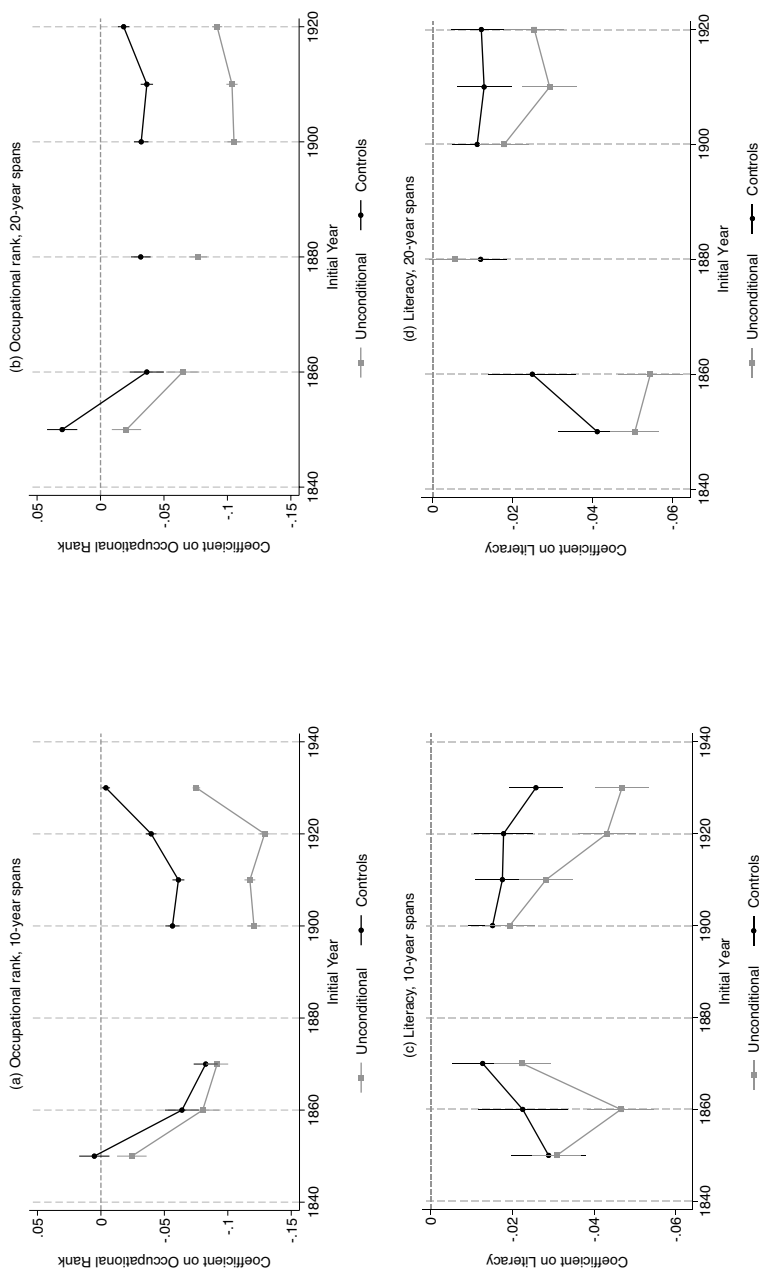 (a) Occupational rank, 10-year spans
Coefficient on Occupational Rank
.05
0
-.05
-.1
-.15
1840 1860 1880 1900 1920 1940
Initial Year
Unconditional Controls
(b) Occupational rank, 20-year spans
Coefficient on Occupational Rank
.05
0
-.05
-.1
-.15
1840 1860 1880 1900 1920
Initial Year
Unconditional Controls
(c) Literacy, 10-year spans
Coefficient on Literacy
0
-.02
-.04
-.06
1840 1860 1880 1900 1920 1940
Initial Year
Unconditional Controls
(d) Literacy, 20-year spans
Coefficient on Literacy
0
-.02
-.04
-.06
1840 1860 1880 1900 1920
Initial Year
Unconditional Controls